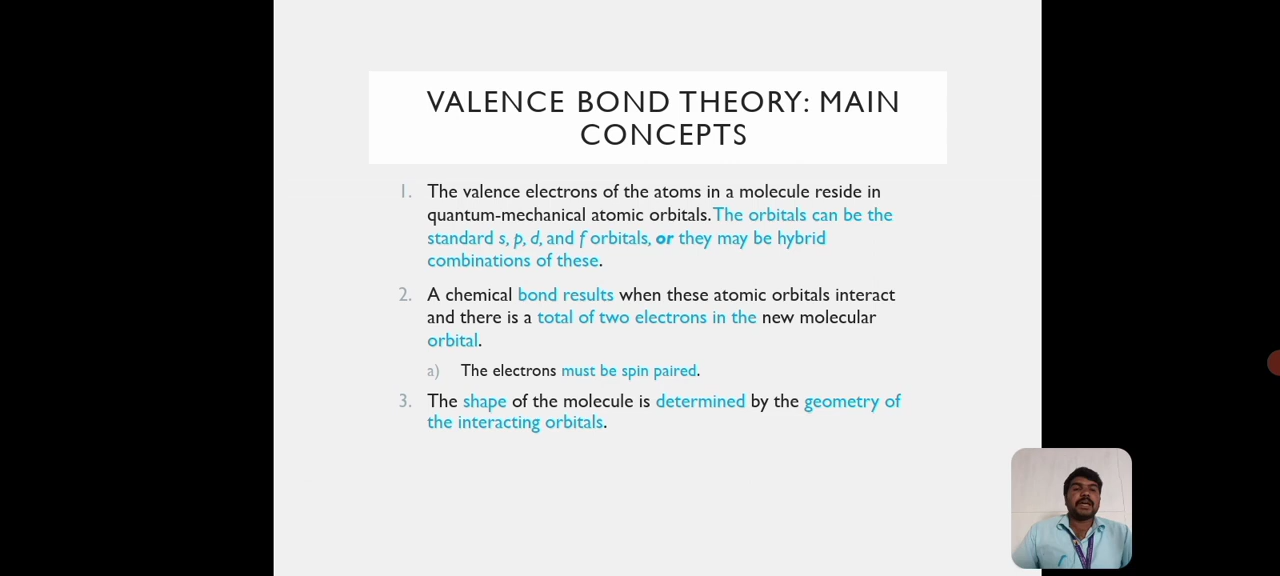 VALENCE BOND THEORY: MAIN
CONCEPTS
1. The valence electrons of the atoms in a molecule reside in
quantum-mechanical atomic orbitals. The orbitals can be the
standard s, p, d, and f orbitals, or they may be hybrid
combinations of these.
2. A chemical bond results when these atomic orbitals interact
and there is a total of two electrons in the new molecular
orbital.
a) The electrons must be spin paired.
3. The shape of the molecule is determined by the geometry of
the interacting orbitals.